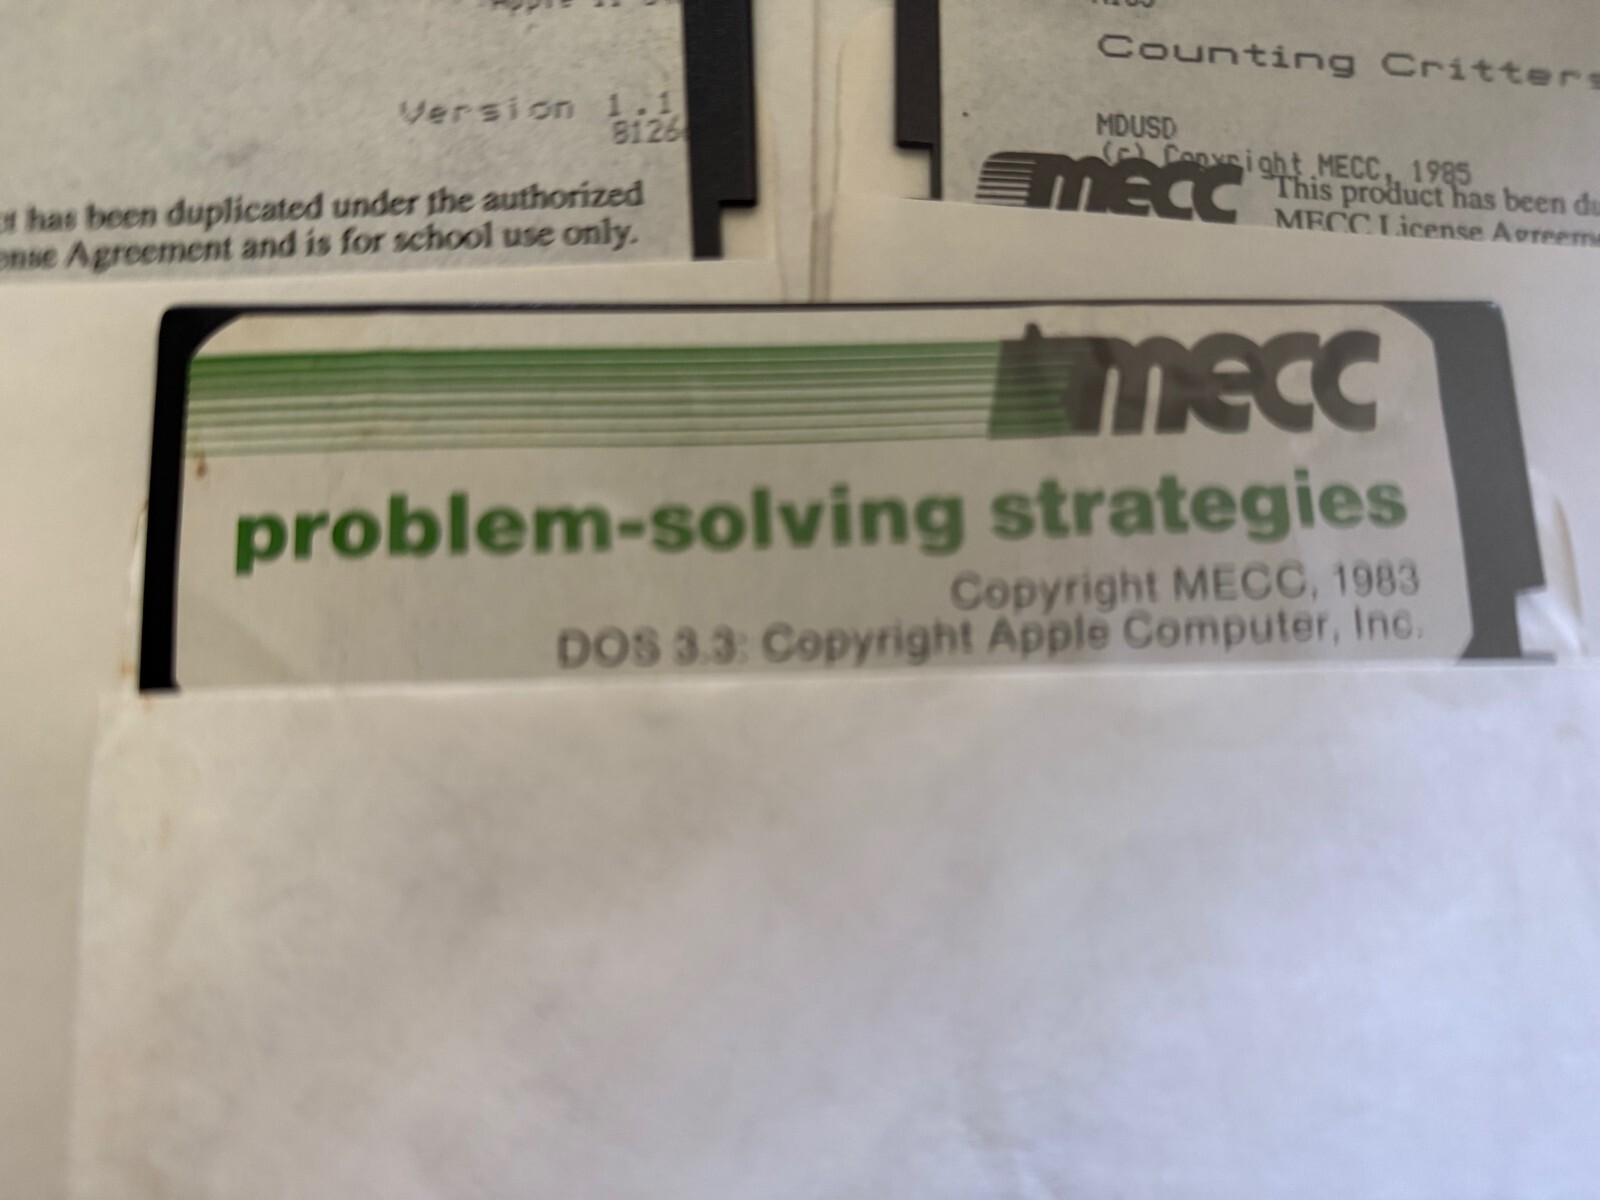 Version 1.1
8126
has been duplicated under the authorized
Agreement and is for school use only.
Counting Critters
MDUSD
(c) Copyright MECC, 1985
mecc
This product has been
MECC License
mecc
problem-solving strategies
Copyright MECC, 1983
DOS 3.3: Copyright Apple Computer, Inc.